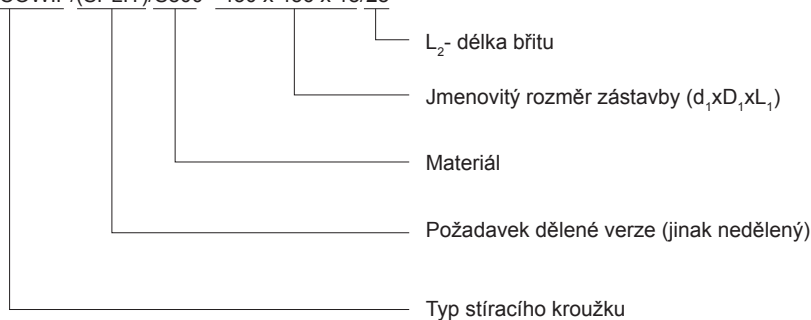 L₂- délka břitu
Jmenovitý rozměr zástavby (d₁xD₁xL₁)
Materiál
Požadavek dělené verze (jinak nedělený)
Typ stíracího kroužku